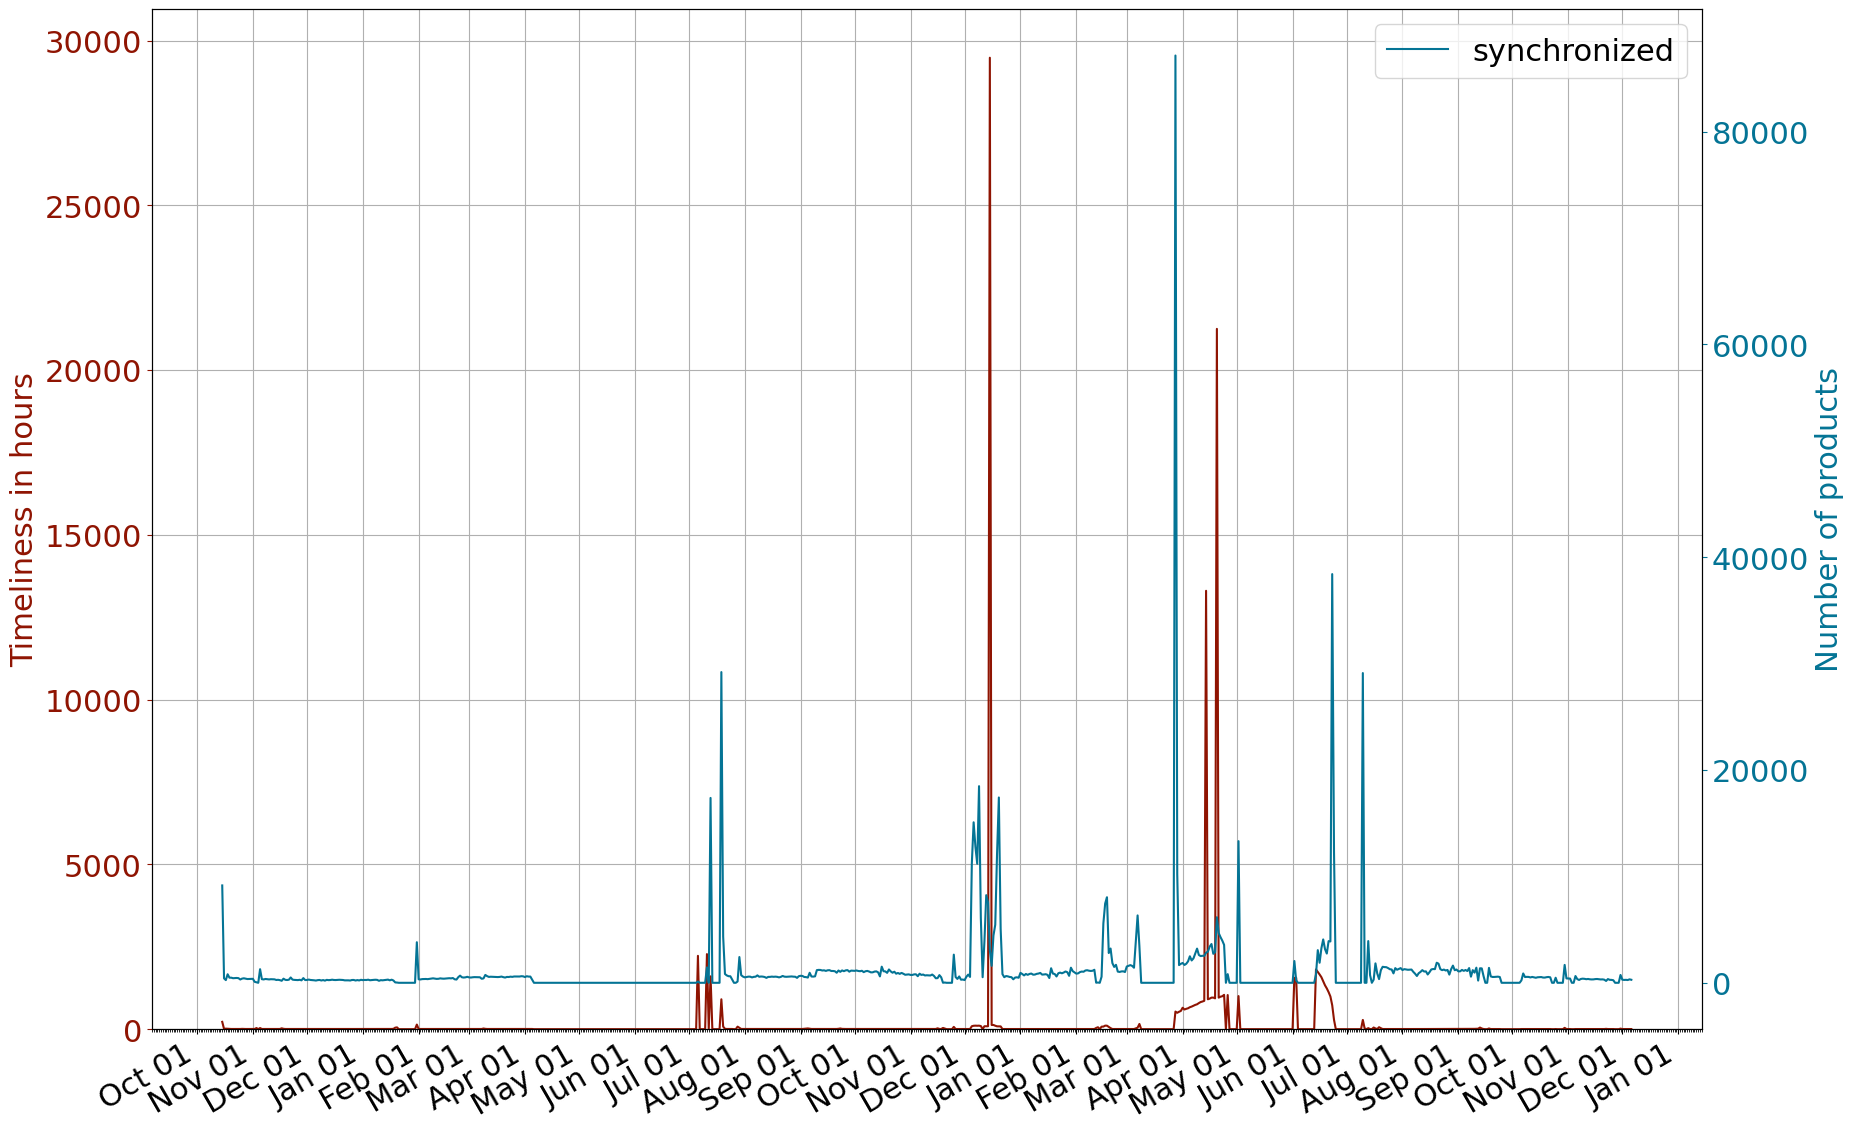 synchronized
30000
25000
20000
15000
10000
5000
0
Timeliness in hours
80000
60000
40000
20000
0
Number of products
Oct 01
Nov 01
Dec 01
Jan 01
Feb 01
Mar 01
Apr 01
May 01
Jun 01
Jul 01
Aug 01
Sep 01
Oct 01
Nov 01
Dec 01
Jan 01
Feb 01
Mar 01
Apr 01
May 01
Jun 01
Jul 01
Aug 01
Sep 01
Oct 01
Nov 01
Dec 01
Jan 01